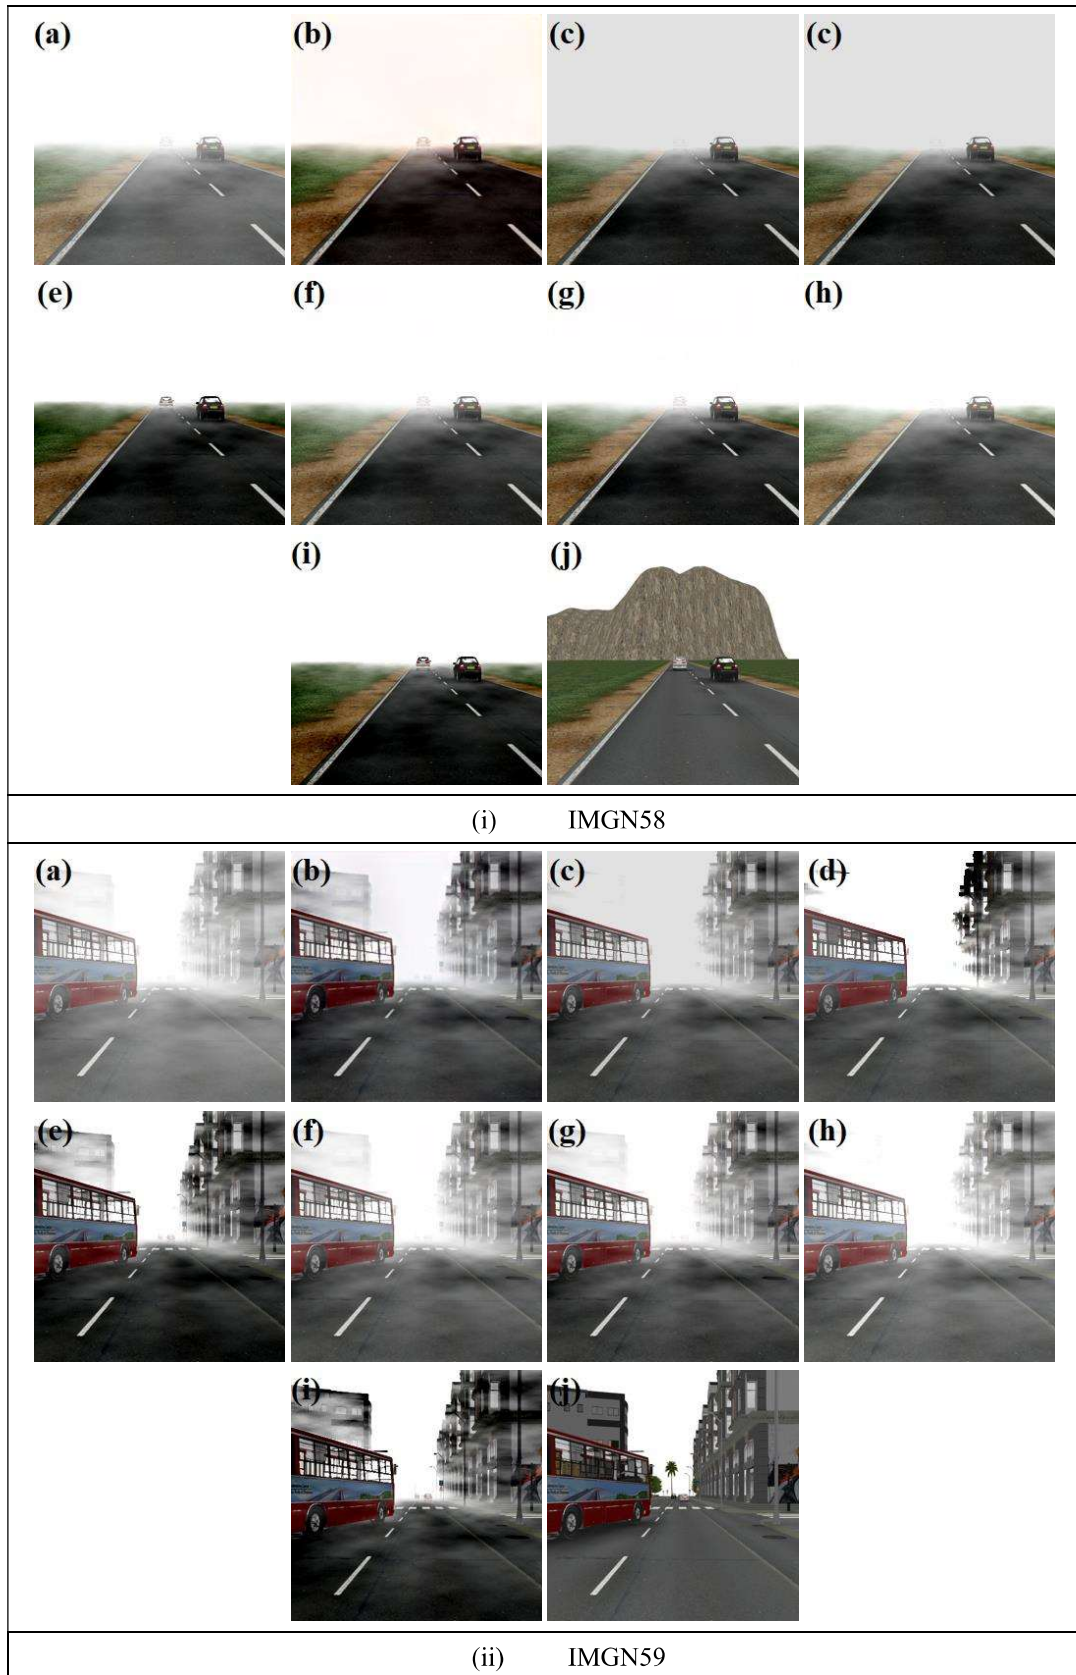 (a) (b) (c) (c)
(e) (f) (g) (h)
(i) (j)
(i) IMGN58
(a) (b) (c) (d)
(e) (f) (g) (h)
(i) (j)
(ii) IMGN59